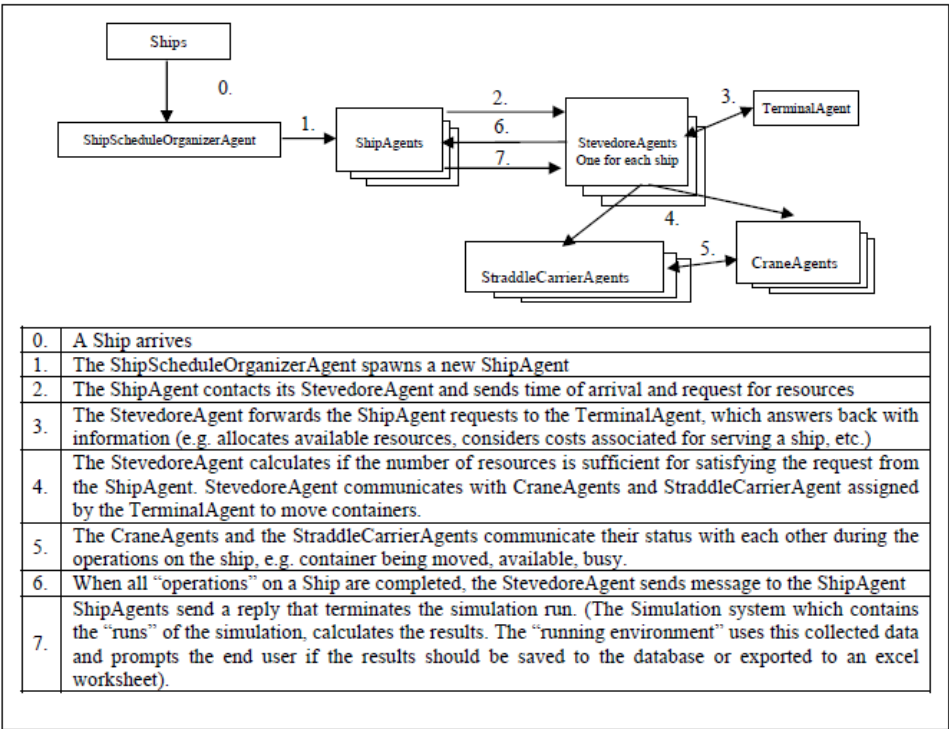 Ships
0.
ShipScheduleOrganizerAgent
1.
ShipAgents
2.
6.
7.
StevedoreAgents
One for each ship
3.
TerminalAgent
4.
StraddleCarrierAgents
5.
CraneAgents
0. A Ship arrives
1. The ShipScheduleOrganizerAgent spawns a new ShipAgent
2. The ShipAgent contacts its StevedoreAgent and sends time of arrival and request for resources
3. The StevedoreAgent forwards the ShipAgent requests to the TerminalAgent, which answers back with
information (e.g. allocates available resources, considers costs associated for serving a ship, etc.)
4. The StevedoreAgent calculates if the number of resources is sufficient for satisfying the request from
the ShipAgent. StevedoreAgent communicates with CraneAgents and StraddleCarrierAgent assigned
by the TerminalAgent to move containers.
5. The CraneAgents and the StraddleCarrierAgents communicate their status with each other during the
operations on the ship, e.g. container being moved, available, busy.
6. When all “operations” on a Ship are completed, the StevedoreAgent sends message to the ShipAgent
7. ShipAgents send a reply that terminates the simulation run. (The Simulation system which contains
the “runs” of the simulation, calculates the results. The “running environment” uses this collected data
and prompts the end user if the results should be saved to the database or exported to an excel
worksheet).